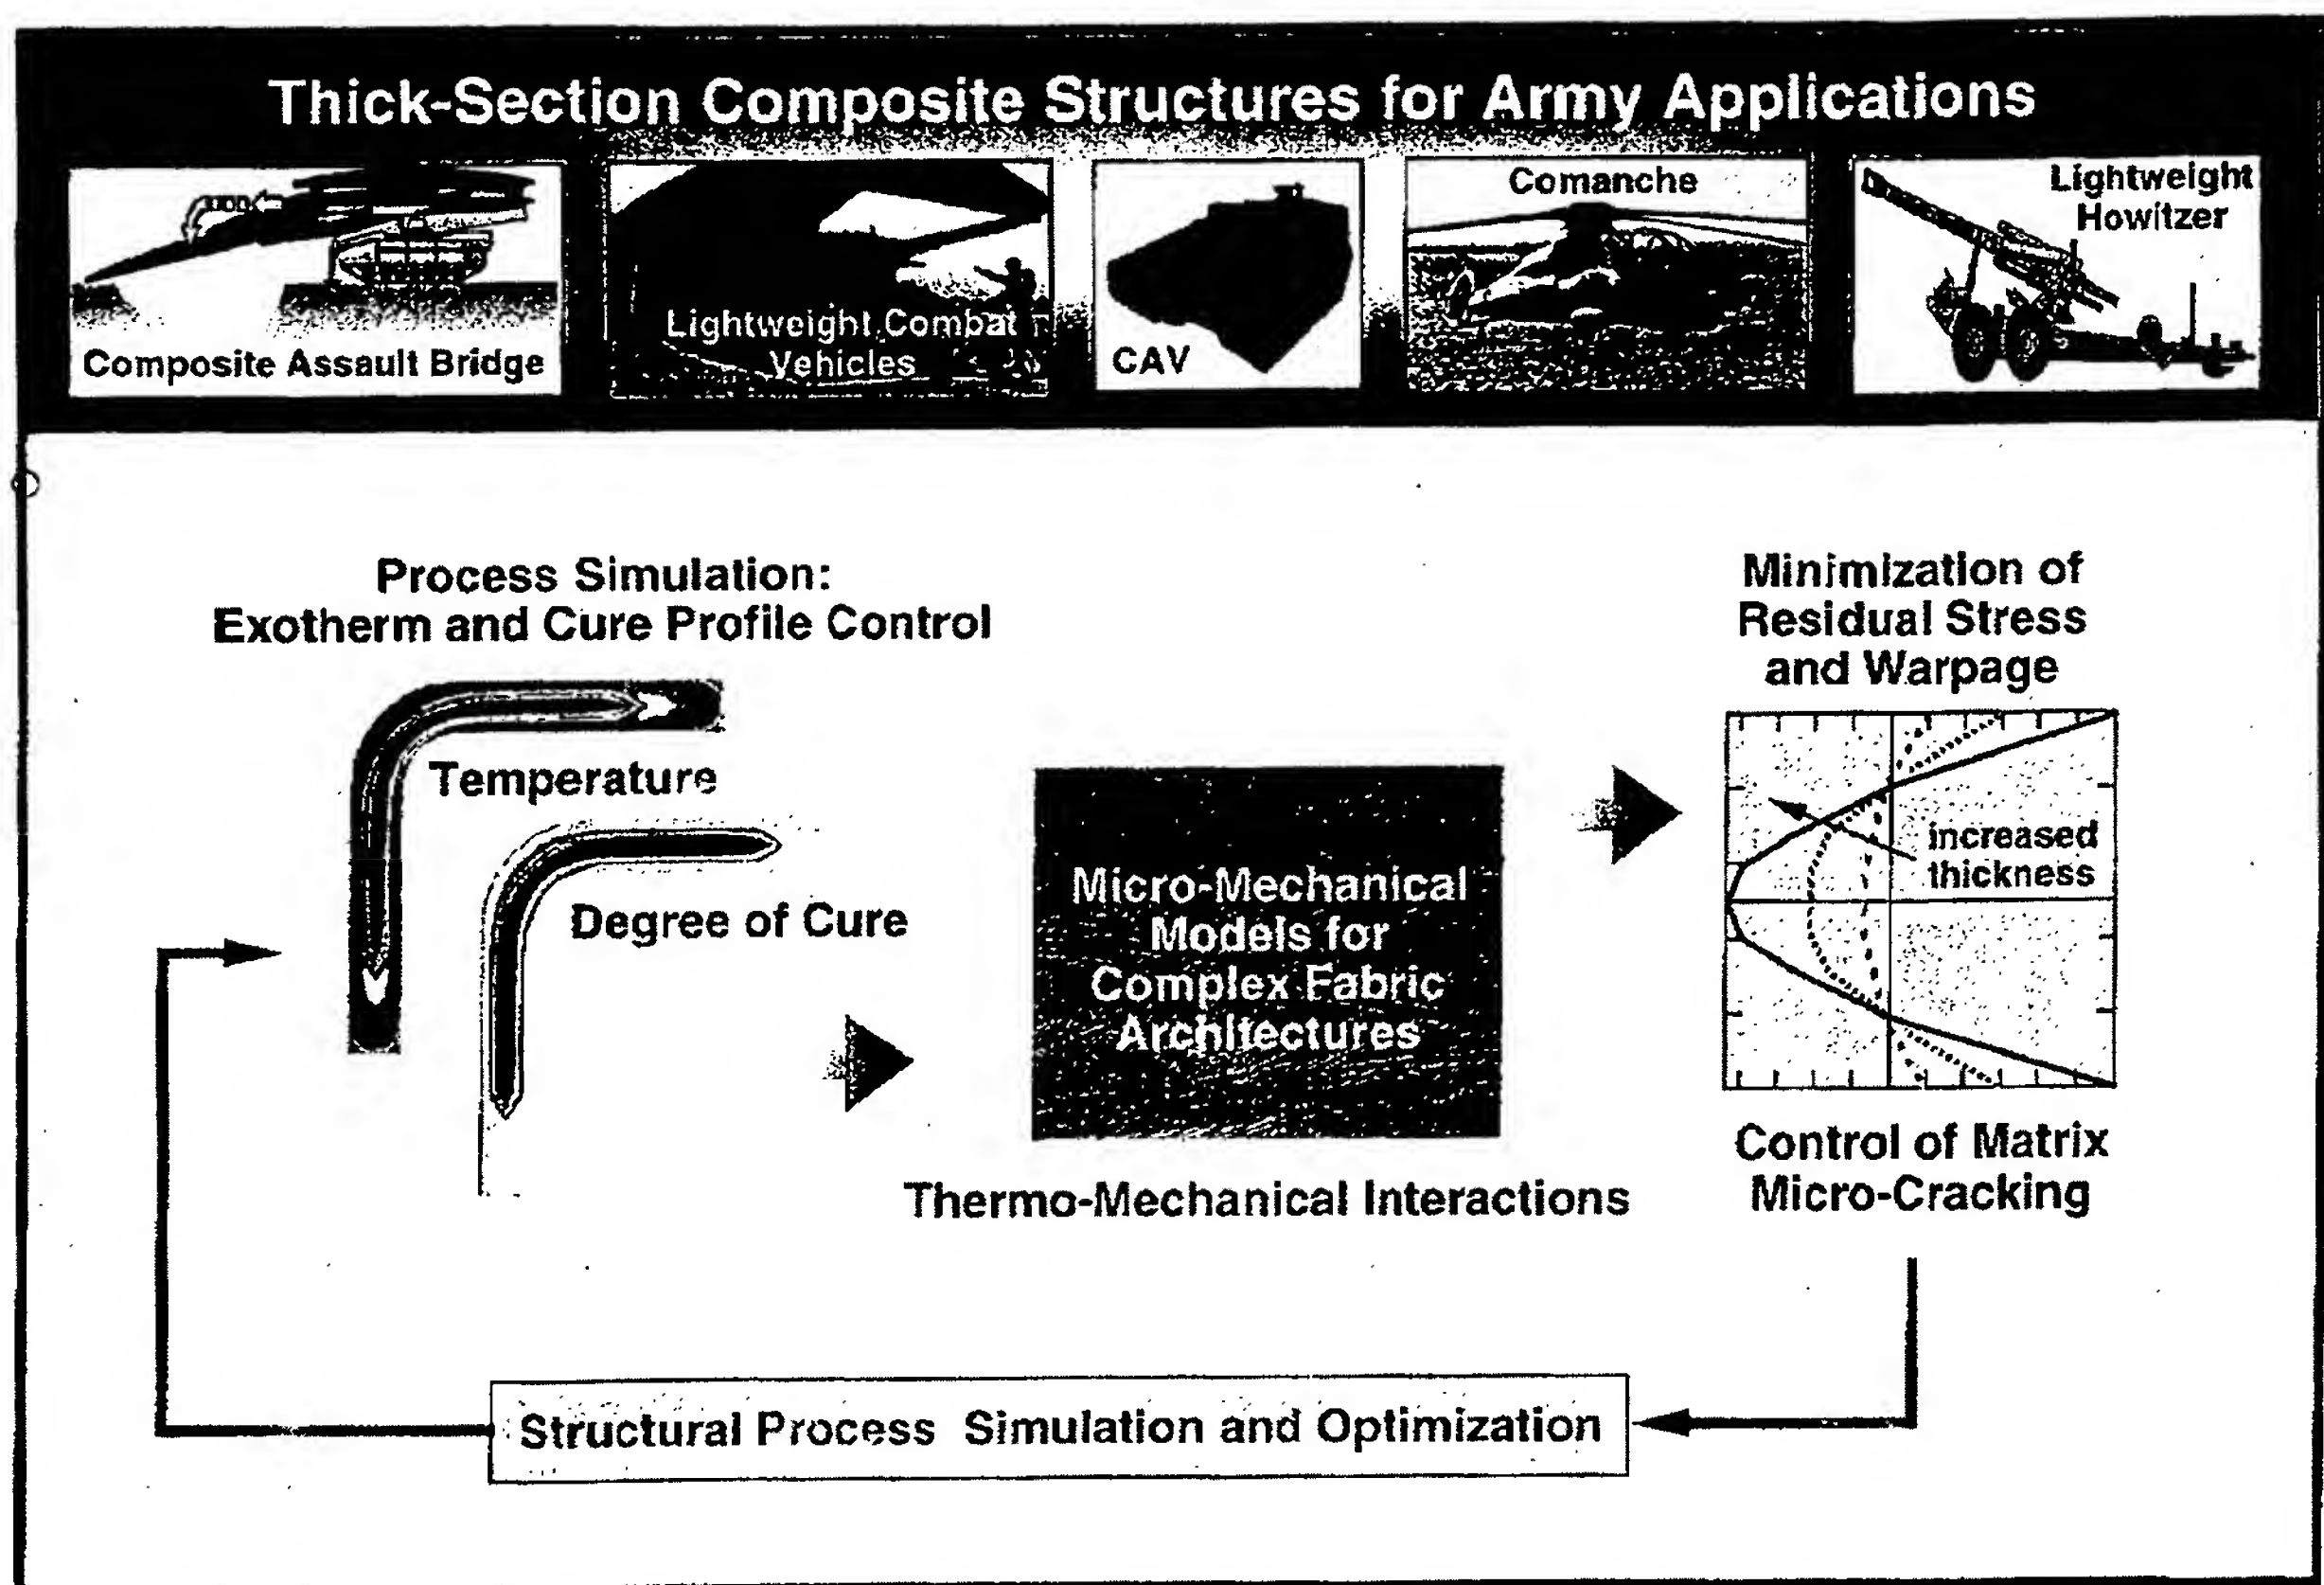 Thick-Section Composite Structures for Army Applications
Composite Assault Bridge
Lightweight Combat
Vehicles
CAV
Comanche
Lightweight
Howitzer
Process Simulation:
Exotherm and Cure Profile Control
Temperature
Degree of Cure
Micro-Mechanical
Models for
Complex Fabric
Architectures
Thermo-Mechanical Interactions
Minimization of
Residual Stress
and Warpage
increased
thickness
Control of Matrix
Micro-Cracking
Structural Process Simulation and Optimization